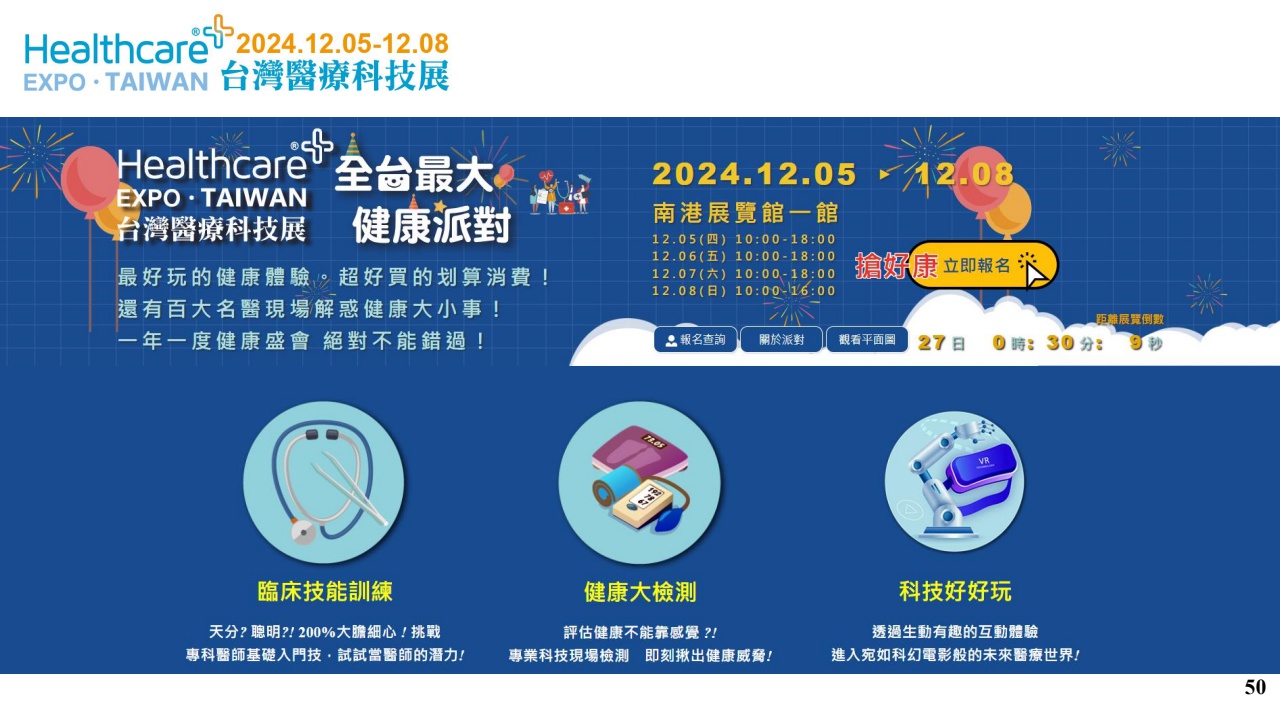 Healthcare®
2024.12.05-12.08
EXPO · TAIWAN
台灣醫療科技展
Healthcare®
EXPO · TAIWAN
台灣醫療科技展
全台最大
健康派對
最好玩的健康體驗。超好買的划算消費！
還有百大名醫現場解惑健康大小事！
一年一度健康盛會 絕對不能錯過！
2024.12.05 ▸ 12.08
南港展覽館一館
12.05(四) 10:00-18:00
12.06(五) 10:00-18:00
12.07(六) 10:00-18:00
12.08(日) 10:00-16:00
搶好康 立即報名
報名查詢 關於派對 觀看平面圖
距離展覽倒數
27日 0時: 30分: 9秒
VR
臨床技能訓練
天分? 聰明?! 200%大膽細心 ! 挑戰
專科醫師基礎入門技，試試當醫師的潛力!
健康大檢測
評估健康不能靠感覺 ?!
專業科技現場檢測 即刻揪出健康威脅!
科技好好玩
透過生動有趣的互動體驗
進入宛如科幻電影般的未來醫療世界!
50